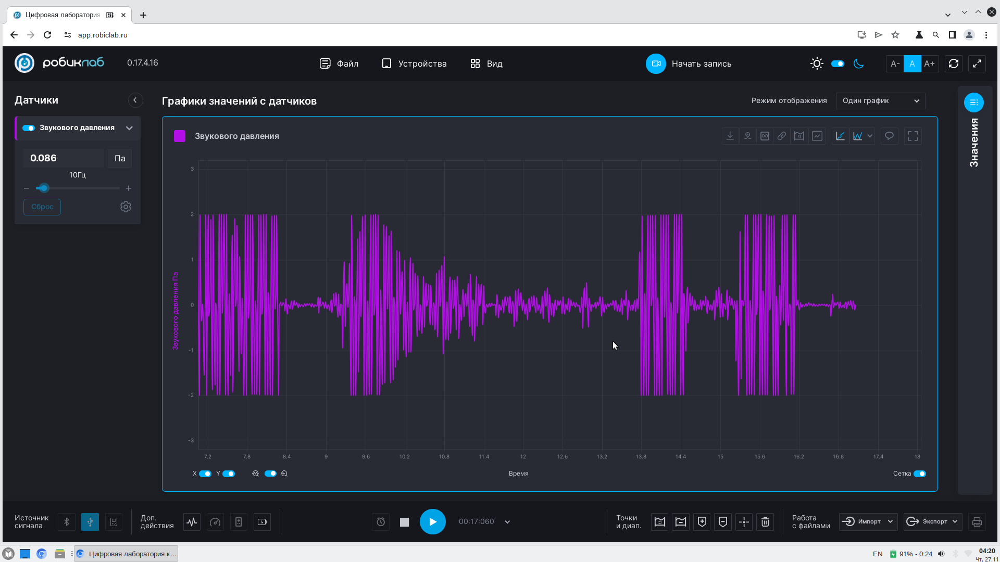 Цифровая лаборатория
app.robiclab.ru
робиклаб
0.17.4.16
Файл
Устройства
Вид
Начать запись
A-
A
A+
Датчики
Графики значений с датчиков
Режим отображения
Один график
Звукового давления
0.086
Па
10Гц
Сброс
Звукового давления
Значения
Звукового давления Па
3
2
1
0
-1
-2
-3
7.2 7.8 8.4 9 9.6 10.2 10.8 11.4 12 12.6 13.2 13.8 14.4 15 15.6 16.2 16.8 17.4 18
X
Y
Время
Сетка
Источник
сигнала
Доп.
действия
00:17:060
Точки
и диап.
Работа
с файлами
Импорт
Экспорт
Цифровая лаборатория к...
EN
91% - 0:24
04:20
Чт, 27.11